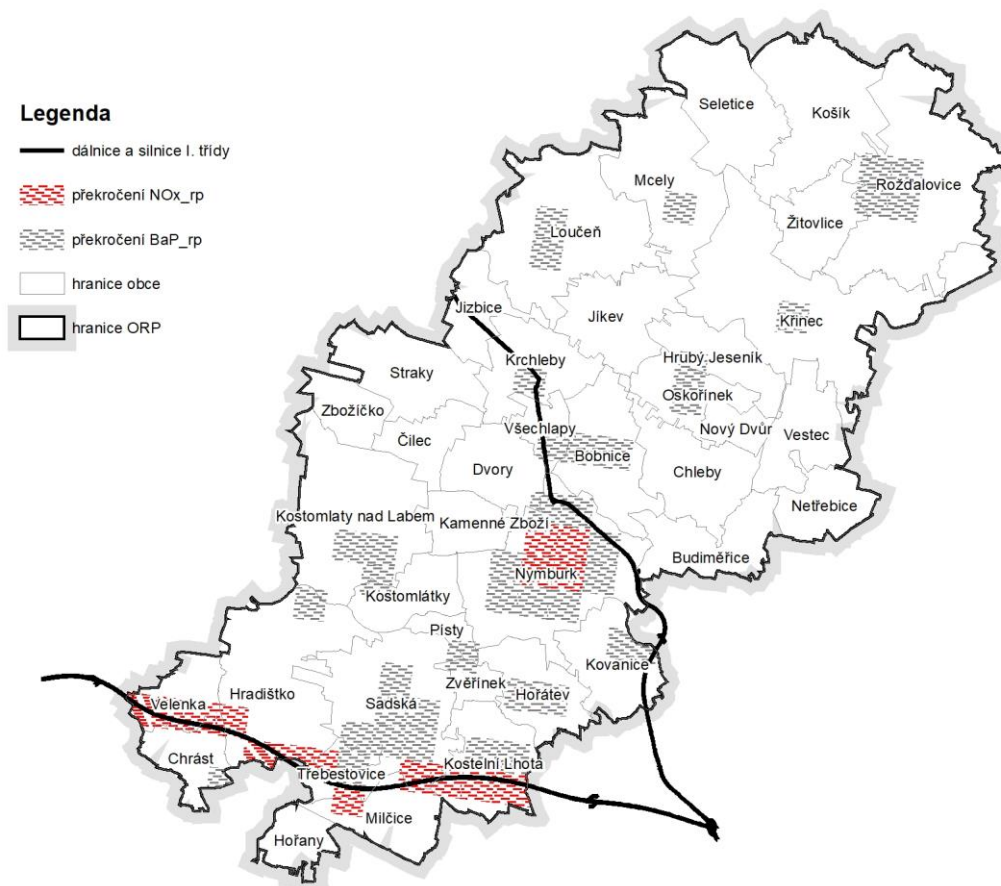 Legenda
dálnice a silnice I. třídy
překročení NOx_rp
překročení BaP_rp
hranice obce
hranice ORP
Seletice
Košík
Mcely
Rožďalovice
Žitovlice
Loučeň
Jizbice
Jíkev
Křinec
Krchleby
Hrubý Jeseník
Straky
Oskořínek
Zbožíčko
Všechlapy
Nový Dvůr
Vestec
Čilec
Bobnice
Dvory
Chleby
Netřebice
Kostomlaty nad Labem
Kamenné Zboží
Budiměřice
Nymburk
Kostomlátky
Písty
Kovanice
Zvěřínek
Velenka
Hradištko
Sadská
Hořátev
Chrást
Kostelní Lhota
Třebestovice
Milčice
Hořany